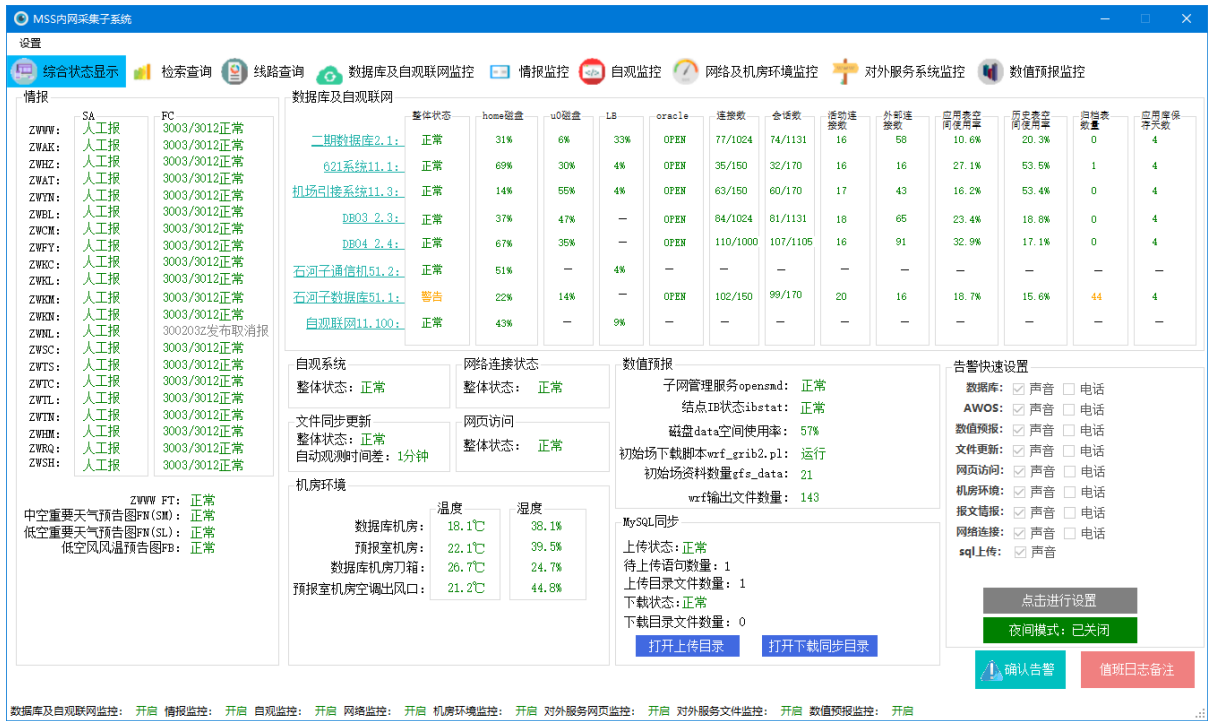 MSS内网采集子系统
设置
综合状态显示 检索查询 线路查询 数据库及自观联网监控 情报监控 自观监控 网络及机房环境监控 对外服务系统监控 数值预报监控
情报
SA FC
ZWWW: 人工报 3003/3012正常
ZWAK: 人工报 3003/3012正常
ZWHZ: 人工报 3003/3012正常
ZWAT: 人工报 3003/3012正常
ZWYN: 人工报 3003/3012正常
ZWBL: 人工报 3003/3012正常
ZWCM: 人工报 3003/3012正常
ZWFY: 人工报 3003/3012正常
ZWKC: 人工报 3003/3012正常
ZWKL: 人工报 3003/3012正常
ZWKM: 人工报 3003/3012正常
ZWKN: 人工报 3003/3012正常
ZWNL: 人工报 300203Z发布取消报
ZWSC: 人工报 3003/3012正常
ZWTS: 人工报 3003/3012正常
ZWTC: 人工报 3003/3012正常
ZWTL: 人工报 3003/3012正常
ZWTN: 人工报 3003/3012正常
ZWHM: 人工报 3003/3012正常
ZWRQ: 人工报 3003/3012正常
ZWSH: 人工报 3003/3012正常
ZWWW FT: 正常
中空重要天气预告图FN(SM): 正常
低空重要天气预告图FN(SL): 正常
低空风风温预告图FB: 正常
数据库及自观联网
整体状态 home磁盘 u0磁盘 LB oracle 连接数 会话数 活动连接数 外部连接数 应用表空间使用率 历史表空间使用率 归档表数量 应用库保存天数
二期数据库2.1: 正常 31% 6% 33% OPEN 77/1024 74/1131 16 58 10.6% 20.3% 0 4
621系统11.1: 正常 69% 30% 4% OPEN 35/150 32/170 16 16 27.1% 53.5% 1 4
机场引接系统11.3: 正常 14% 55% 4% OPEN 63/150 60/170 17 43 16.2% 53.4% 0 4
DB03 2.3: 正常 37% 47% — OPEN 84/1024 81/1131 18 65 23.4% 18.8% 0 4
DB04 2.4: 正常 67% 35% — OPEN 110/1000 107/1105 16 91 32.9% 17.1% 0 4
石河子通信机51.2: 正常 51% — 4% — — — — — — — — —
石河子数据库51.1: 警告 22% 14% — OPEN 102/150 99/170 20 16 18.7% 15.6% 44 4
自观联网11.100: 正常 43% — 9% — — — — — — — — —
自观系统
整体状态: 正常
网络连接状态
整体状态: 正常
文件同步更新
整体状态: 正常
自动观测时间差: 1分钟
网页访问
整体状态: 正常
机房环境
温度 湿度
数据库机房: 18.1℃ 38.1%
预报室机房: 22.1℃ 39.5%
数据库机房刀箱: 26.7℃ 24.7%
预报室机房空调出风口: 21.2℃ 44.8%
数值预报
子网管理服务opensmd: 正常
结点IB状态ibstat: 正常
磁盘data空间使用率: 57%
初始场下载脚本wrf_grib2.pl: 运行
初始场资料数量gfs_data: 21
wrf输出文件数量: 143
MySQL同步
上传状态:正常
待上传语句数量: 1
上传目录文件数量: 1
下载状态:正常
下载目录文件数量: 0
打开上传目录 打开下载同步目录
告警快速设置
数据库: 声音 电话
AWOS: 声音 电话
数值预报: 声音 电话
文件更新: 声音 电话
网页访问: 声音 电话
机房环境: 声音 电话
报文情报: 声音 电话
网络连接: 声音 电话
sql上传: 声音
点击进行设置
夜间模式: 已关闭
确认告警 值班日志备注
数据库及自观联网监控: 开启 情报监控: 开启 自观监控: 开启 网络监控: 开启 机房环境监控: 开启 对外服务网页监控: 开启 对外服务文件监控: 开启 数值预报监控: 开启